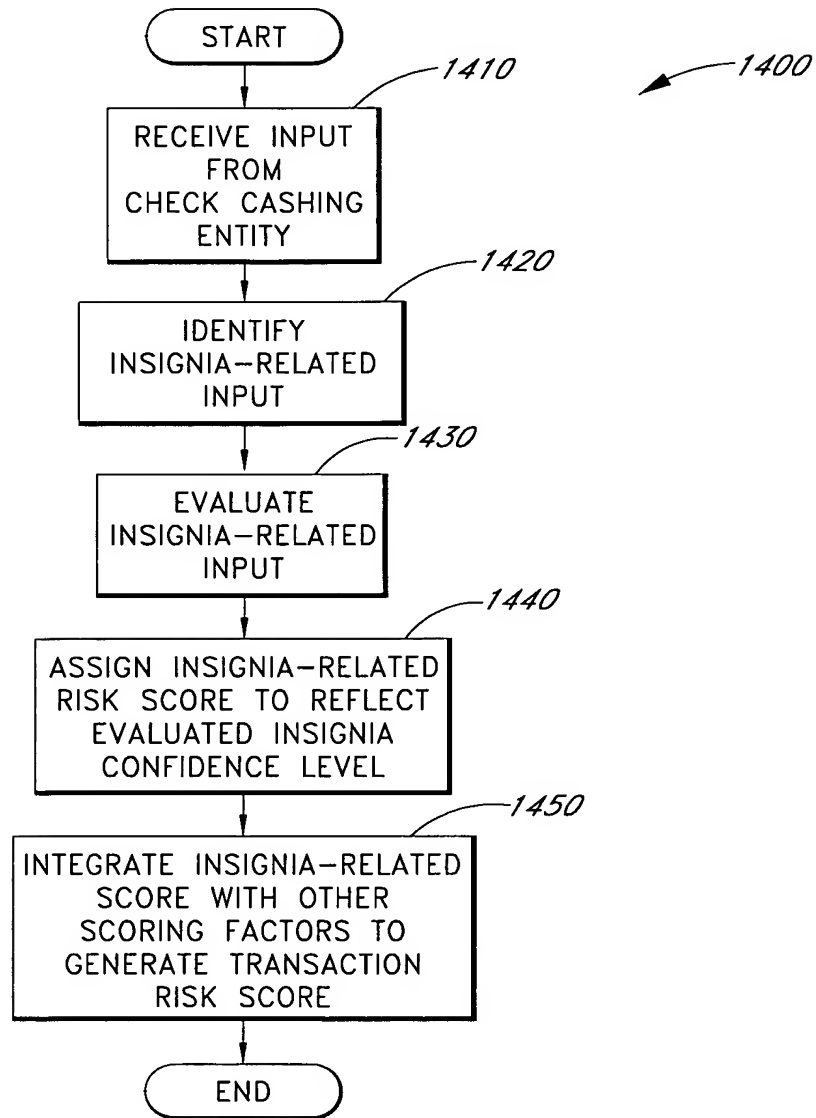 START
1410
1400
RECEIVE INPUT
FROM
CHECK CASHING
ENTITY
1420
IDENTIFY
INSIGNIA-RELATED
INPUT
1430
EVALUATE
INSIGNIA-RELATED
INPUT
1440
ASSIGN INSIGNIA-RELATED
RISK SCORE TO REFLECT
EVALUATED INSIGNIA
CONFIDENCE LEVEL
1450
INTEGRATE INSIGNIA-RELATED
SCORE WITH OTHER
SCORING FACTORS TO
GENERATE TRANSACTION
RISK SCORE
END